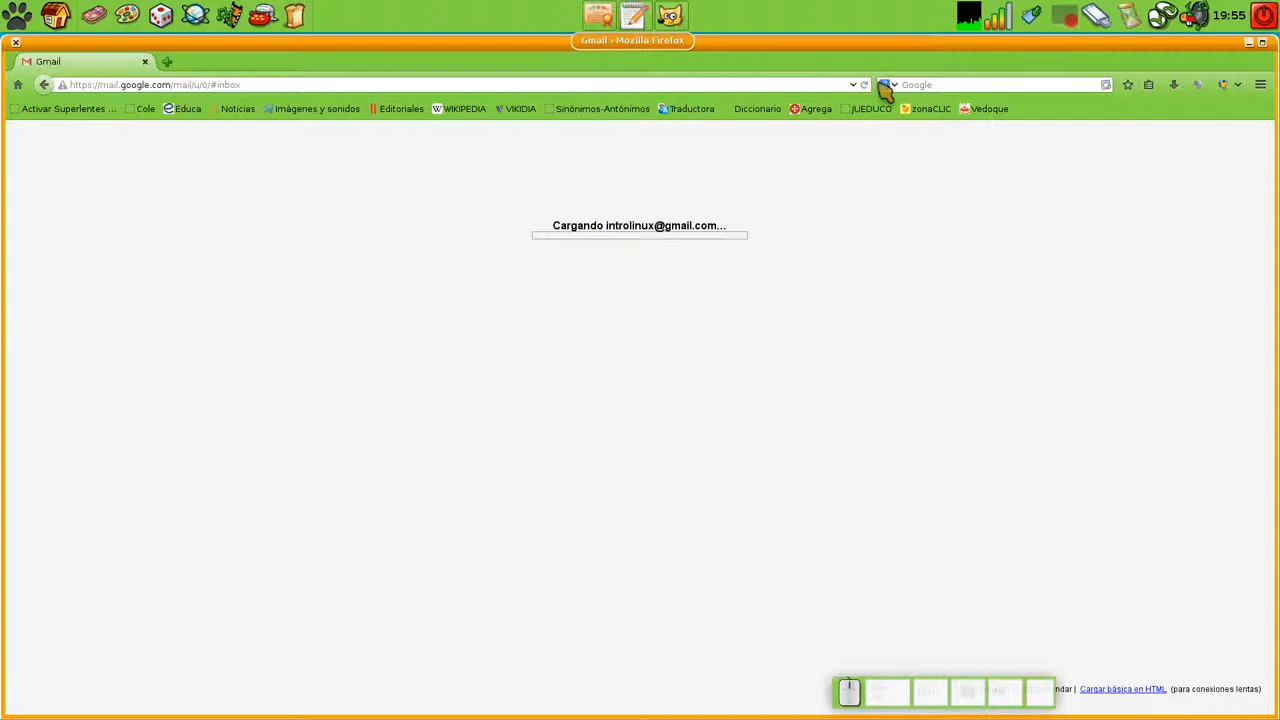 19:55
Gmail - Mozilla Firefox
Gmail
https://mail.google.com/mail/u/0/#inbox
Google
Activar Superlentes ... Cole Educa Noticias Imágenes y sonidos Editoriales WIKIPEDIA VIKIDIA Sinónimos-Antónimos Traductora Diccionario Agrega JUEDUCO zonaCLIC Vedoque
Cargando introlinux@gmail.com...
ndar | Cargar básica en HTML (para conexiones lentas)